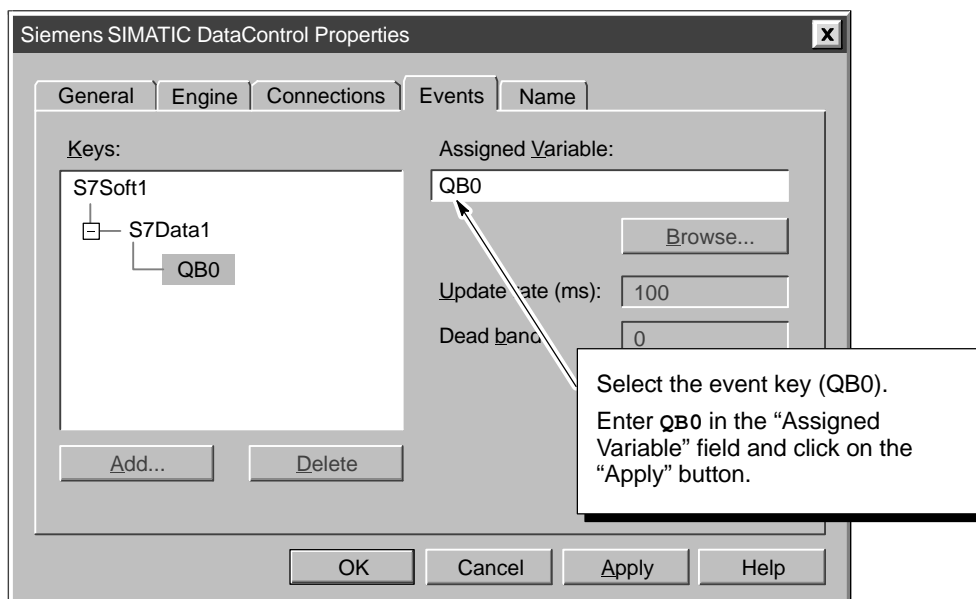 Siemens SIMATIC DataControl Properties
X
General Engine Connections Events Name
Keys:
S7Soft1
S7Data1
QB0
Add...
Delete
Assigned Variable:
QB0
Browse...
Update rate (ms): 100
Dead band 0
Select the event key (QB0).
Enter QB0 in the “Assigned
Variable” field and click on the
“Apply” button.
OK Cancel Apply Help